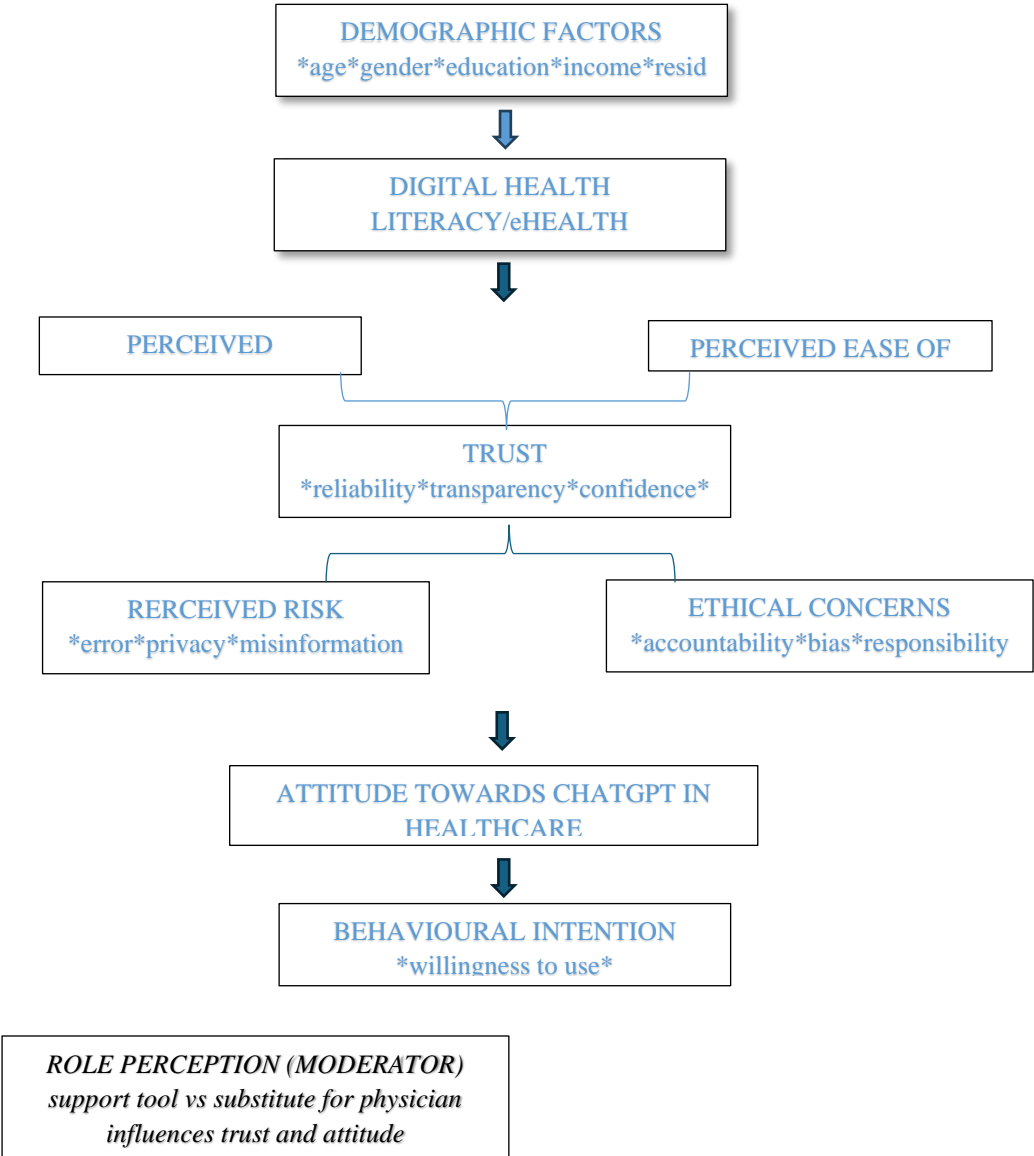 DEMOGRAPHIC FACTORS
*age*gender*education*income*resid
DIGITAL HEALTH
LITERACY/eHEALTH
PERCEIVED
PERCEIVED EASE OF
TRUST
*reliability*transparency*confidence*
RERCEIVED RISK
*error*privacy*misinformation
ETHICAL CONCERNS
*accountability*bias*responsibility
ATTITUDE TOWARDS CHATGPT IN
HEALTHCARE
BEHAVIOURAL INTENTION
*willingness to use*
ROLE PERCEPTION (MODERATOR)
support tool vs substitute for physician
influences trust and attitude